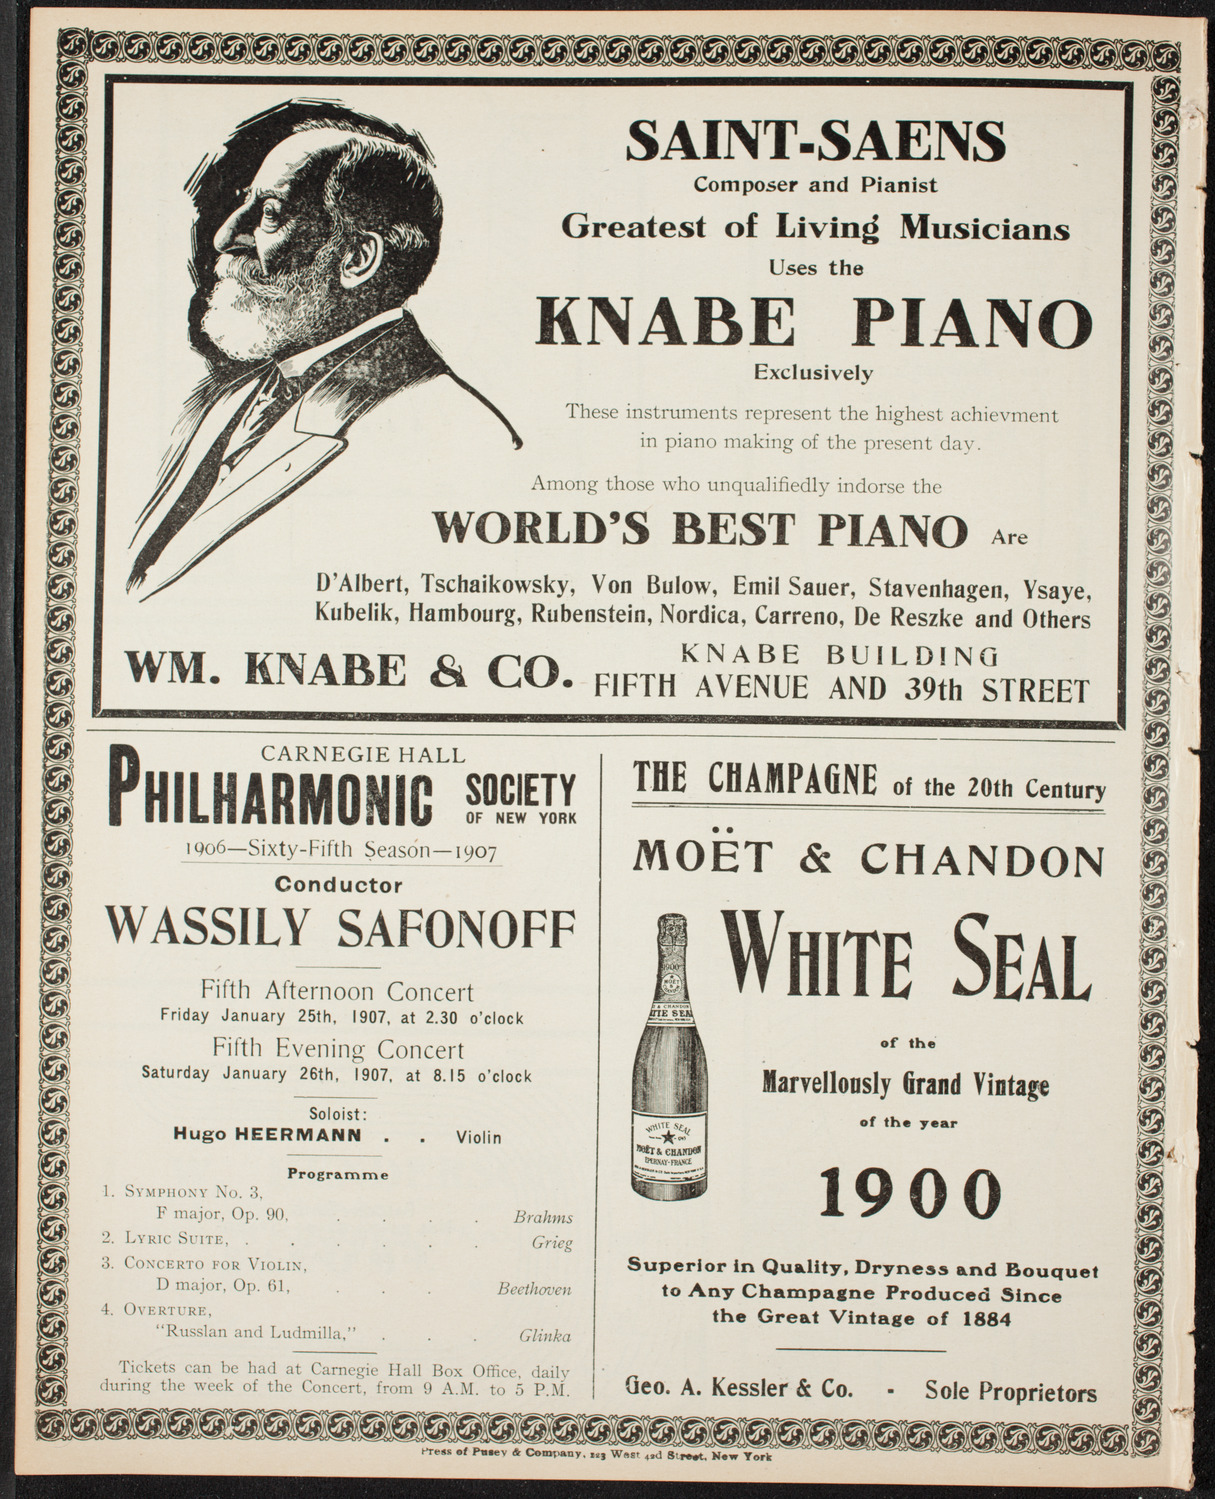 SAINT-SAENS
Composer and Pianist
Greatest of Living Musicians
Uses the
KNABE PIANO
Exclusively
These instruments represent the highest achievment
in piano making of the present day.
Among those who unqualifiedly indorse the
WORLD'S BEST PIANO Are
D'Albert, Tschaikowsky, Von Bulow, Emil Sauer, Stavenhagen, Ysaye,
Kubelik, Hambourg, Rubenstein, Nordica, Carreno, De Reszke and Others
WM. KNABE & CO.
KNABE BUILDING
FIFTH AVENUE AND 39th STREET
CARNEGIE HALL
PHILHARMONIC SOCIETY
OF NEW YORK
1906—Sixty-Fifth Season—1907
Conductor
WASSILY SAFONOFF
Fifth Afternoon Concert
Friday January 25th, 1907, at 2.30 o'clock
Fifth Evening Concert
Saturday January 26th, 1907, at 8.15 o'clock
Soloist:
Hugo HEERMANN . . Violin
Programme
1. SYMPHONY NO. 3,
F major, Op. 90, . . . . Brahms
2. LYRIC SUITE, . . . . . . Grieg
3. CONCERTO FOR VIOLIN,
D major, Op. 61, . . . Beethoven
4. OVERTURE,
"Russlan and Ludmilla," . . . Glinka
Tickets can be had at Carnegie Hall Box Office, daily
during the week of the Concert, from 9 A.M. to 5 P.M.
THE CHAMPAGNE of the 20th Century
MOËT & CHANDON
WHITE SEAL
of the
Marvellously Grand Vintage
of the year
1900
1900
MOET
& CHANDON
WHITE SEAL
MOËT & CHANDON
EPERNAY-FRANCE
Superior in Quality, Dryness and Bouquet
to Any Champagne Produced Since
the Great Vintage of 1884
Geo. A. Kessler & Co. - Sole Proprietors
Press of Pusey & Company, 223 West 42d Street, New York